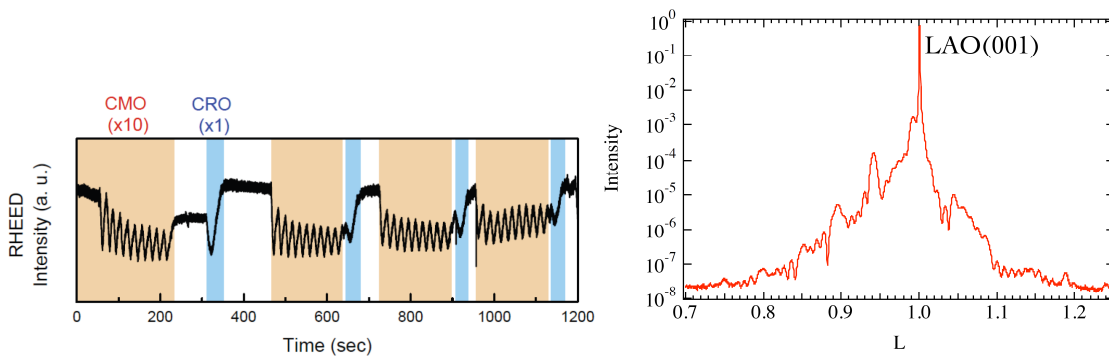 CMO
(x10)
CRO
(x1)
RHEED
Intensity (a. u.)
0
200
400
600
800
1000
1200
Time (sec)
10⁰
10⁻¹
10⁻²
10⁻³
10⁻⁴
10⁻⁵
10⁻⁶
10⁻⁷
10⁻⁸
Intensity
LAO(001)
0.7
0.8
0.9
1.0
1.1
1.2
L